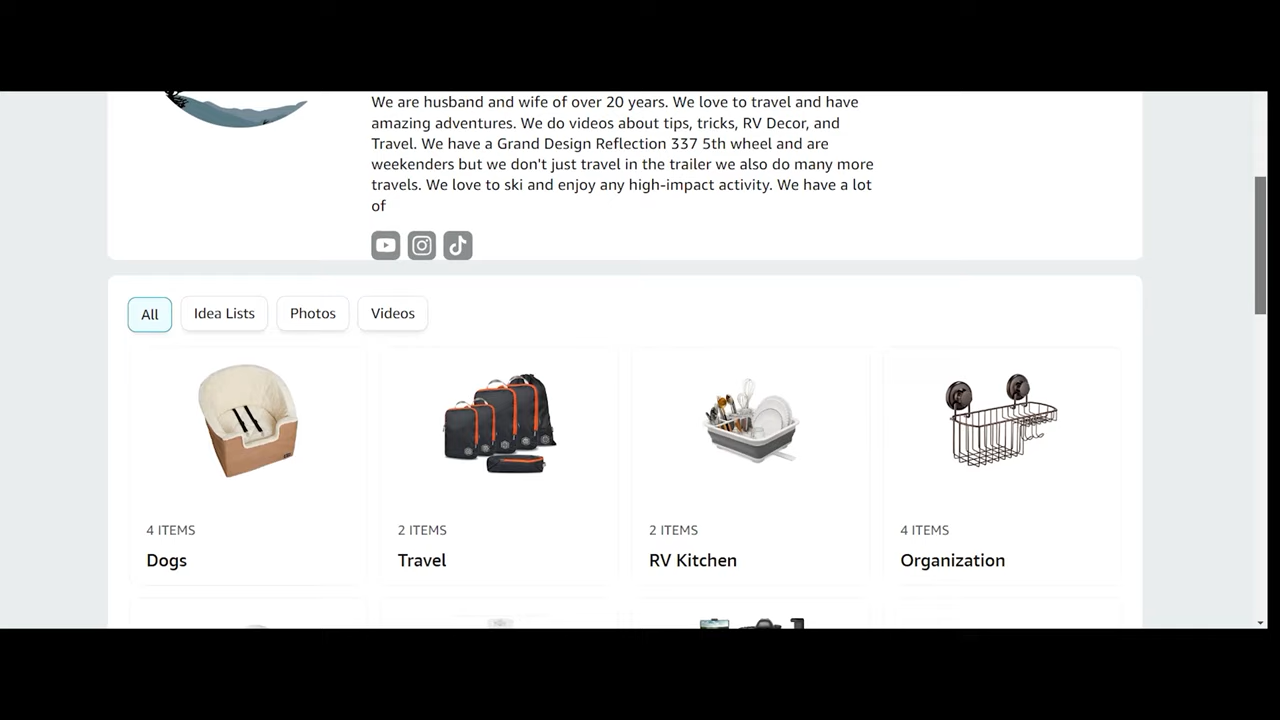 We are husband and wife of over 20 years. We love to travel and have
amazing adventures. We do videos about tips, tricks, RV Decor, and
Travel. We have a Grand Design Reflection 337 5th wheel and are
weekenders but we don't just travel in the trailer we also do many more
travels. We love to ski and enjoy any high-impact activity. We have a lot
of
All
Idea Lists
Photos
Videos
4 ITEMS
Dogs
2 ITEMS
Travel
2 ITEMS
RV Kitchen
4 ITEMS
Organization